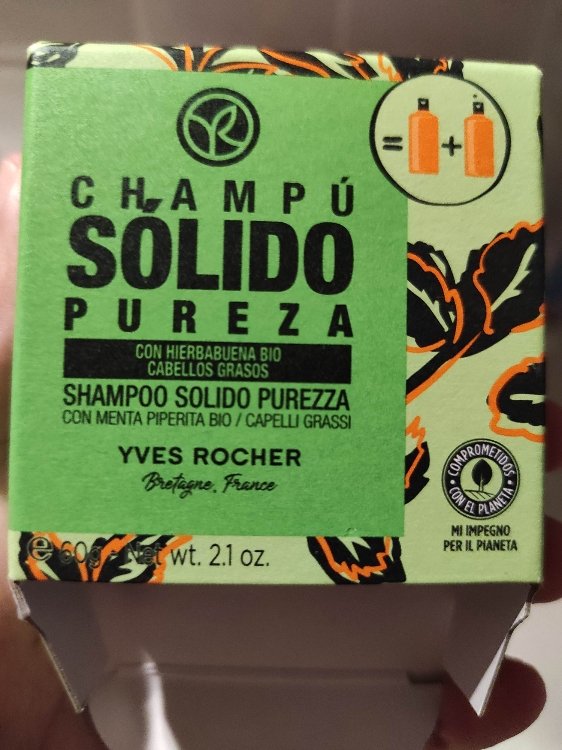 = +
CHAMPÚ
SÓLIDO
PUREZA
CON HIERBABUENA BIO
CABELLOS GRASOS
SHAMPOO SOLIDO PUREZZA
CON MENTA PIPERITA BIO / CAPELLI GRASSI
YVES ROCHER
Bretagne, France
COMPROMETIDOS
CON EL PLANETA
MI IMPEGNO
PER IL PIANETA
e 60g - Net wt. 2.1 oz.